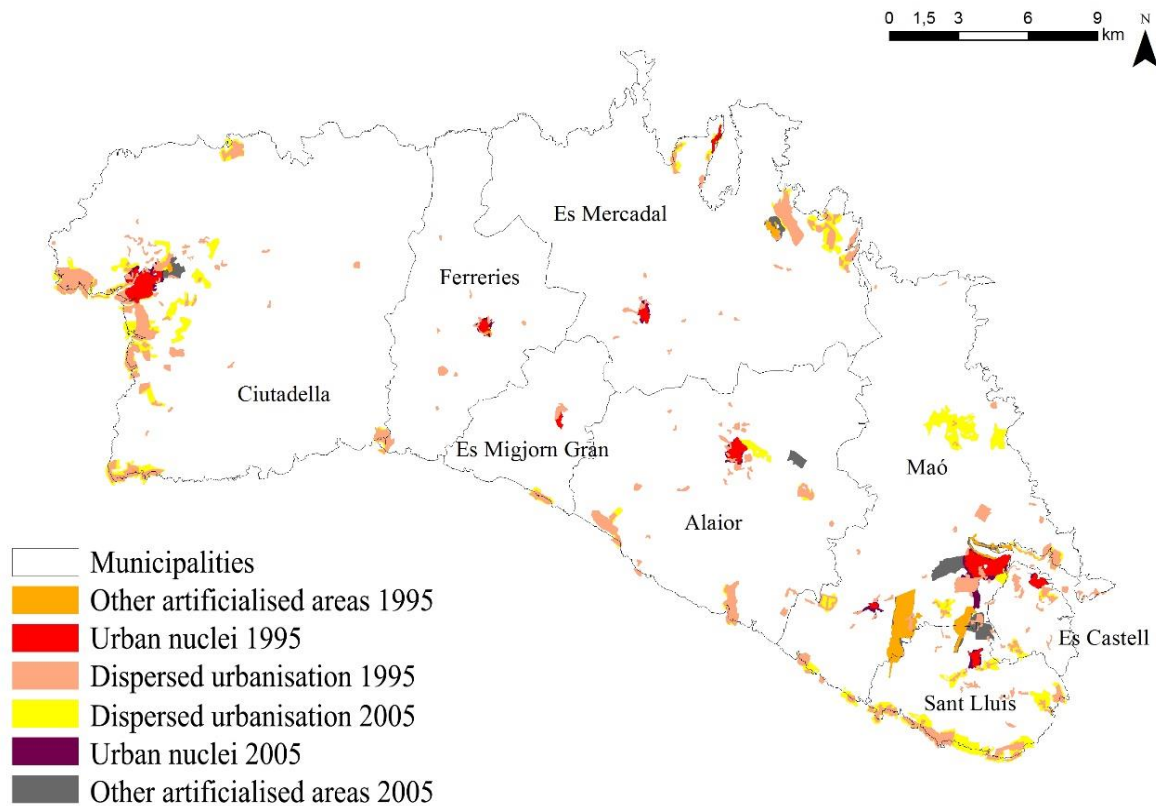 0 1,5 3 6 9
km
N
Es Mercadal
Ferreries
Ciutadella
Es Migjorn Gran
Maó
Alaior
Es Castell
Sant Lluis
Municipalities
Other artificialised areas 1995
Urban nuclei 1995
Dispersed urbanisation 1995
Dispersed urbanisation 2005
Urban nuclei 2005
Other artificialised areas 2005